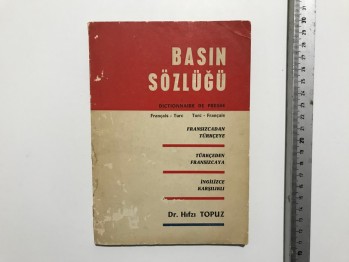 BASIN
SÖZLÜĞÜ
DICTIONNAIRE DE PRESSE
Français - Turc Turc - Français
FRANSIZCADAN
TÜRKÇEYE
TÜRKÇEDEN
FRANSIZCAYA
İNGİLİZCE
KARŞILIKLI
Dr. Hıfzı TOPUZ